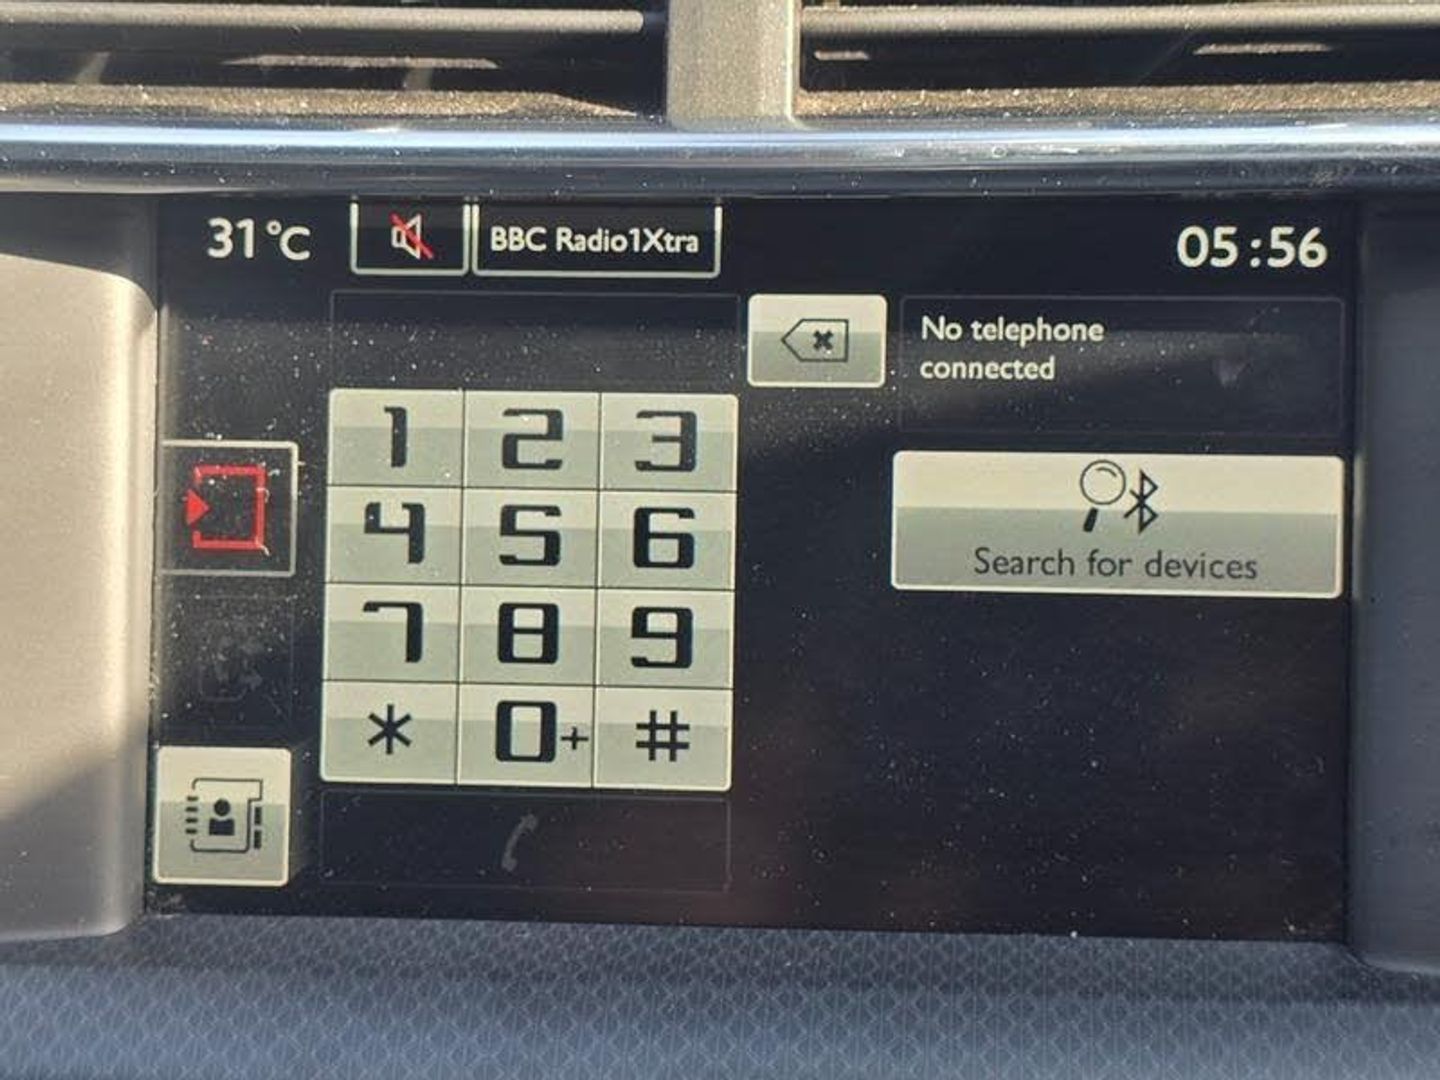 31°C
BBC Radio1Xtra
05:56
No telephone
connected
1 2 3
4 5 6
7 8 9
* 0+ #
Search for devices